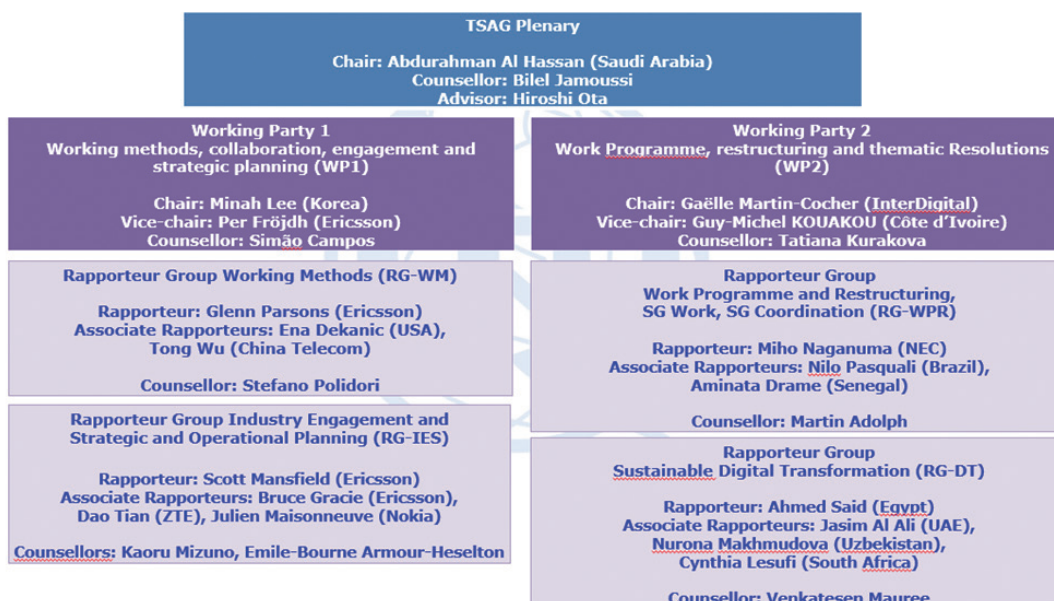 TSAG Plenary
Chair: Abdurahman Al Hassan (Saudi Arabia)
Counsellor: Bilel Jamoussi
Advisor: Hiroshi Ota
Working Party 1
Working methods, collaboration, engagement and
strategic planning (WP1)
Chair: Minah Lee (Korea)
Vice-chair: Per Fröjdh (Ericsson)
Counsellor: Simão Campos
Rapporteur Group Working Methods (RG-WM)
Rapporteur: Glenn Parsons (Ericsson)
Associate Rapporteurs: Ena Dekanic (USA),
Tong Wu (China Telecom)
Counsellor: Stefano Polidori
Rapporteur Group Industry Engagement and
Strategic and Operational Planning (RG-IES)
Rapporteur: Scott Mansfield (Ericsson)
Associate Rapporteurs: Bruce Gracie (Ericsson),
Dao Tian (ZTE), Julien Maisonneuve (Nokia)
Counsellors: Kaoru Mizuno, Emile-Bourne Armour-Heselton
Working Party 2
Work Programme, restructuring and thematic Resolutions
(WP2)
Chair: Gaëlle Martin-Cocher (InterDigital)
Vice-chair: Guy-Michel KOUAKOU (Côte d'Ivoire)
Counsellor: Tatiana Kurakova
Rapporteur Group
Work Programme and Restructuring,
SG Work, SG Coordination (RG-WPR)
Rapporteur: Miho Naganuma (NEC)
Associate Rapporteurs: Nilo Pasquali (Brazil),
Aminata Drame (Senegal)
Counsellor: Martin Adolph
Rapporteur Group
Sustainable Digital Transformation (RG-DT)
Rapporteur: Ahmed Said (Egypt)
Associate Rapporteurs: Jasim Al Ali (UAE),
Nurona Makhmudova (Uzbekistan),
Cynthia Lesufi (South Africa)
Counsellor: Venkatesen Mauree